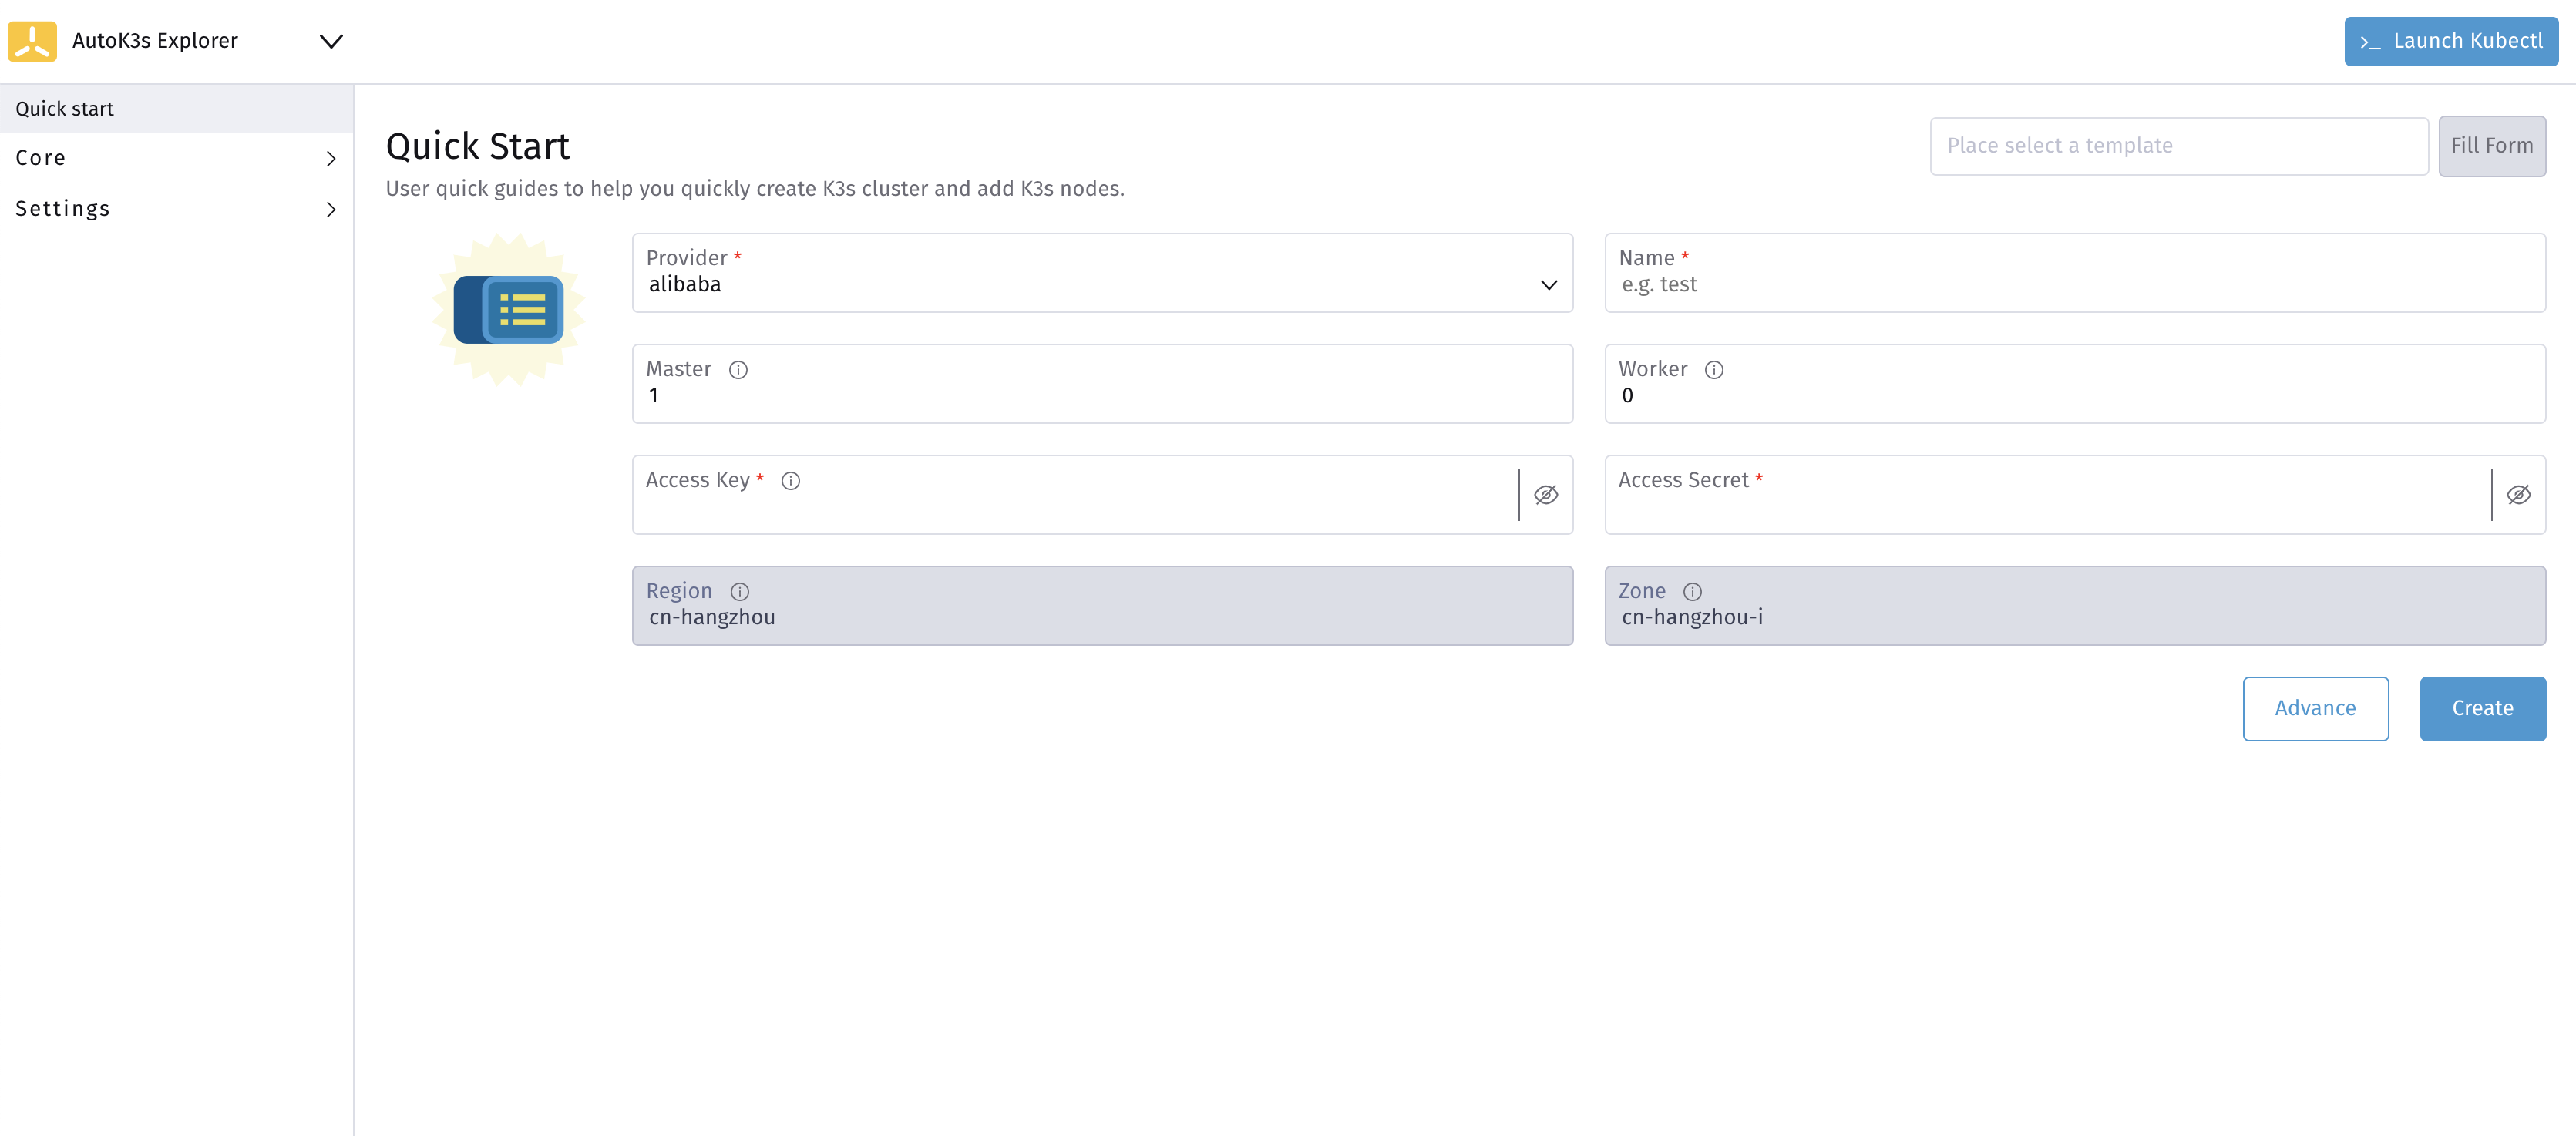 AutoK3s Explorer
>_ Launch Kubectl
Quick start
Core
Settings
Quick Start
User quick guides to help you quickly create K3s cluster and add K3s nodes.
Place select a template
Fill Form
Provider *
alibaba
Name *
e.g. test
Master
1
Worker
0
Access Key *
Access Secret *
Region
cn-hangzhou
Zone
cn-hangzhou-i
Advance
Create